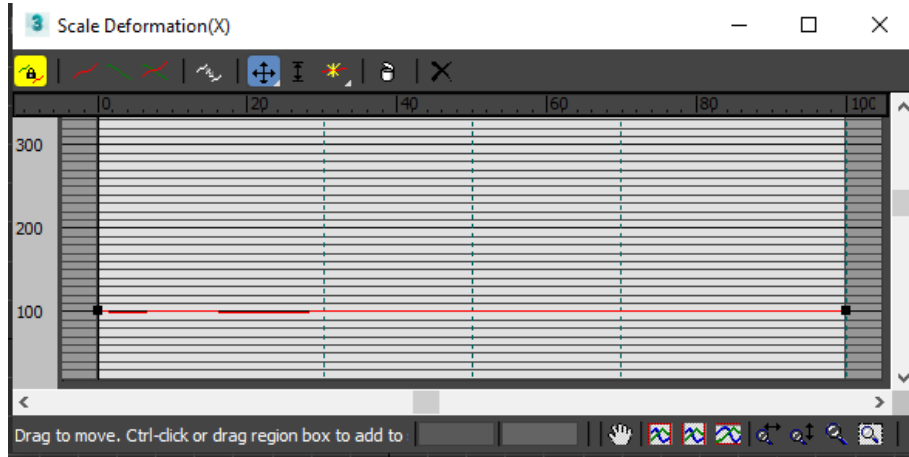 3 Scale Deformation(X)
0 20 40 60 80 100
300
200
100
Drag to move. Ctrl-click or drag region box to add to